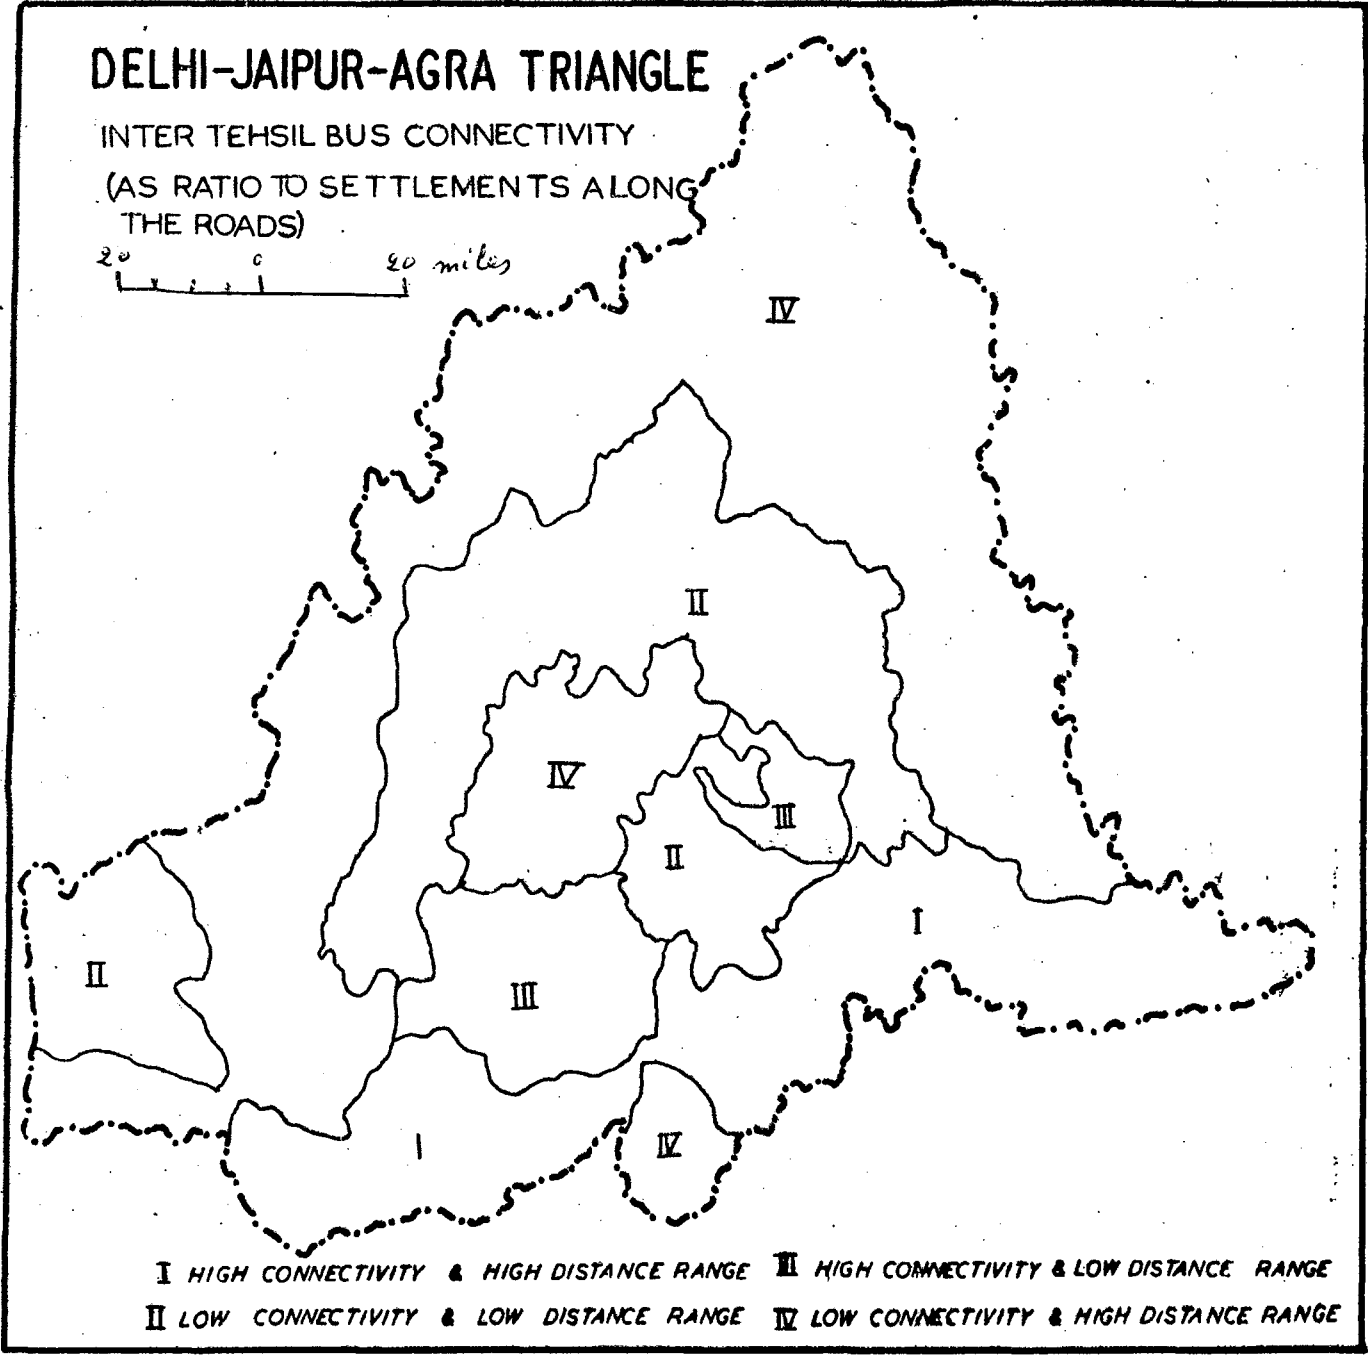 DELHI-JAIPUR-AGRA TRIANGLE
INTER TEHSIL BUS CONNECTIVITY
(AS RATIO TO SETTLEMENTS ALONG
THE ROADS)
20 0 20 miles
IV
II
IV
III
II
I
II
III
I
IV
I HIGH CONNECTIVITY & HIGH DISTANCE RANGE
III HIGH CONNECTIVITY & LOW DISTANCE RANGE
II LOW CONNECTIVITY & LOW DISTANCE RANGE
IV LOW CONNECTIVITY & HIGH DISTANCE RANGE